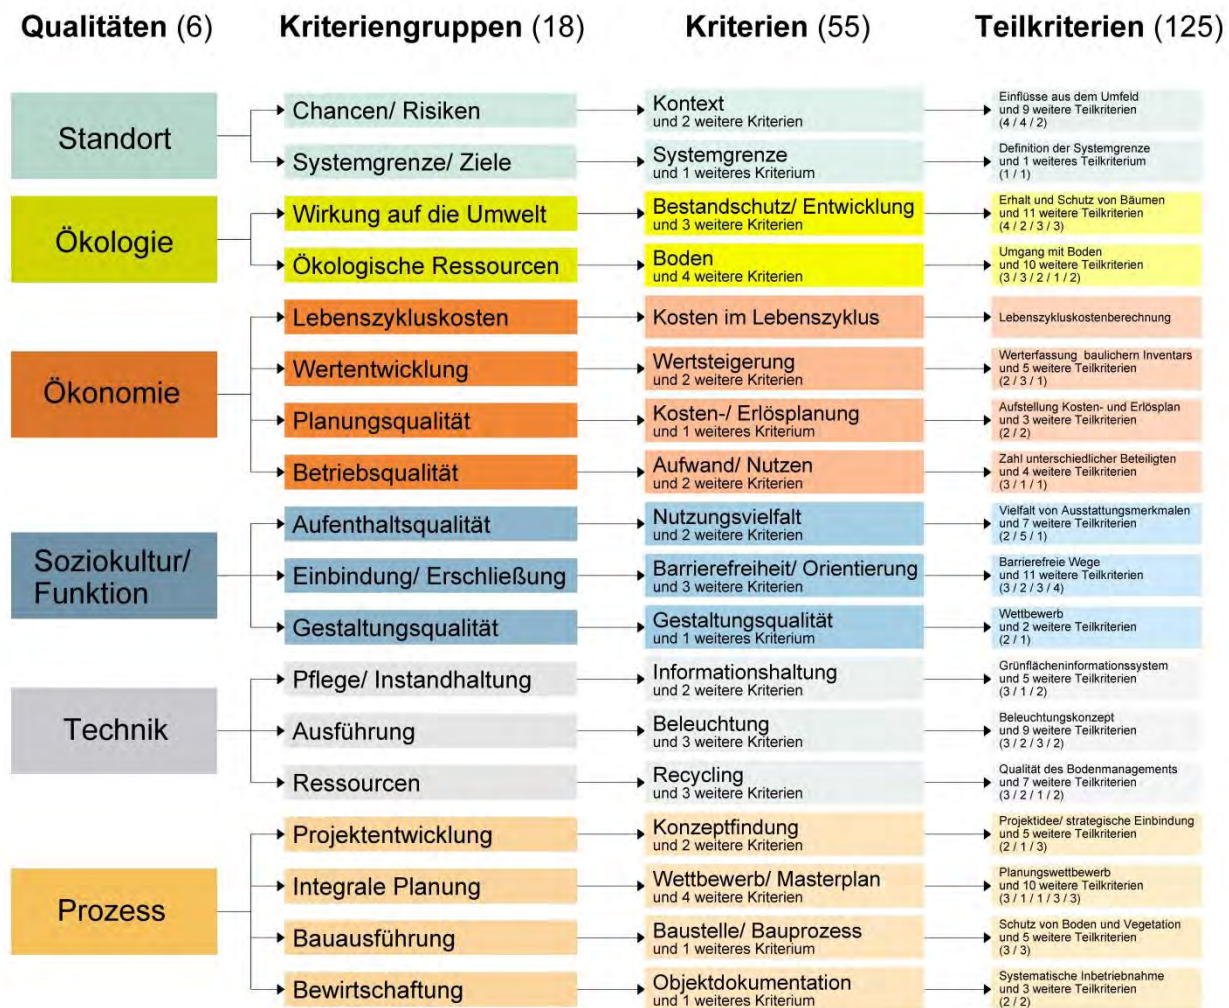 Qualitäten (6) Kriteriengruppen (18) Kriterien (55) Teilkriterien (125)
Standort
Chancen/ Risiken
Kontext
und 2 weitere Kriterien
Einflüsse aus dem Umfeld
und 9 weitere Teilkriterien
(4 / 4 / 2)
Systemgrenze/ Ziele
Systemgrenze
und 1 weiteres Kriterium
Definition der Systemgrenze
und 1 weiteres Teilkriterium
(1 / 1)
Ökologie
Wirkung auf die Umwelt
Bestandschutz/ Entwicklung
und 3 weitere Kriterien
Erhalt und Schutz von Bäumen
und 11 weitere Teilkriterien
(4 / 2 / 3 / 3)
Ökologische Ressourcen
Boden
und 4 weitere Kriterien
Umgang mit Boden
und 10 weitere Teilkriterien
(3 / 3 / 2 / 1 / 2)
Ökonomie
Lebenszykluskosten
Kosten im Lebenszyklus
Lebenszykluskostenberechnung
Wertentwicklung
Wertsteigerung
und 2 weitere Kriterien
Werterfassung baulichern Inventars
und 5 weitere Teilkriterien
(2 / 3 / 1)
Planungsqualität
Kosten-/ Erlösplanung
und 1 weiteres Kriterium
Aufstellung Kosten- und Erlösplan
und 3 weitere Teilkriterien
(2 / 2)
Betriebsqualität
Aufwand/ Nutzen
und 2 weitere Kriterien
Zahl unterschiedlicher Beteiligten
und 4 weitere Teilkriterien
(3 / 1 / 1)
Soziokultur/
Funktion
Aufenthaltsqualität
Nutzungsvielfalt
und 2 weitere Kriterien
Vielfalt von Ausstattungsmerkmalen
und 7 weitere Teilkriterien
(2 / 5 / 1)
Einbindung/ Erschließung
Barrierefreiheit/ Orientierung
und 3 weitere Kriterien
Barrierefreie Wege
und 11 weitere Teilkriterien
(3 / 2 / 3 / 4)
Gestaltungsqualität
Gestaltungsqualität
und 1 weiteres Kriterium
Wettbewerb
und 2 weitere Teilkriterien
(2 / 1)
Technik
Pflege/ Instandhaltung
Informationshaltung
und 2 weitere Kriterien
Grünflächeninformationssystem
und 5 weitere Teilkriterien
(3 / 1 / 2)
Ausführung
Beleuchtung
und 3 weitere Kriterien
Beleuchtungskonzept
und 9 weitere Teilkriterien
(3 / 2 / 3 / 2)
Ressourcen
Recycling
und 3 weitere Kriterien
Qualität des Bodenmanagements
und 7 weitere Teilkriterien
(3 / 2 / 1 / 2)
Prozess
Projektentwicklung
Konzeptfindung
und 2 weitere Kriterien
Projektidee/ strategische Einbindung
und 5 weitere Teilkriterien
(2 / 1 / 3)
Integrale Planung
Wettbewerb/ Masterplan
und 4 weitere Kriterien
Planungswettbewerb
und 10 weitere Teilkriterien
(3 / 1 / 1 / 3 / 3)
Bauausführung
Baustelle/ Bauprozess
und 1 weiteres Kriterium
Schutz von Boden und Vegetation
und 5 weitere Teilkriterien
(3 / 3)
Bewirtschaftung
Objektdokumentation
und 1 weiteres Kriterium
Systematische Inbetriebnahme
und 3 weitere Teilkriterien
(2 / 2)